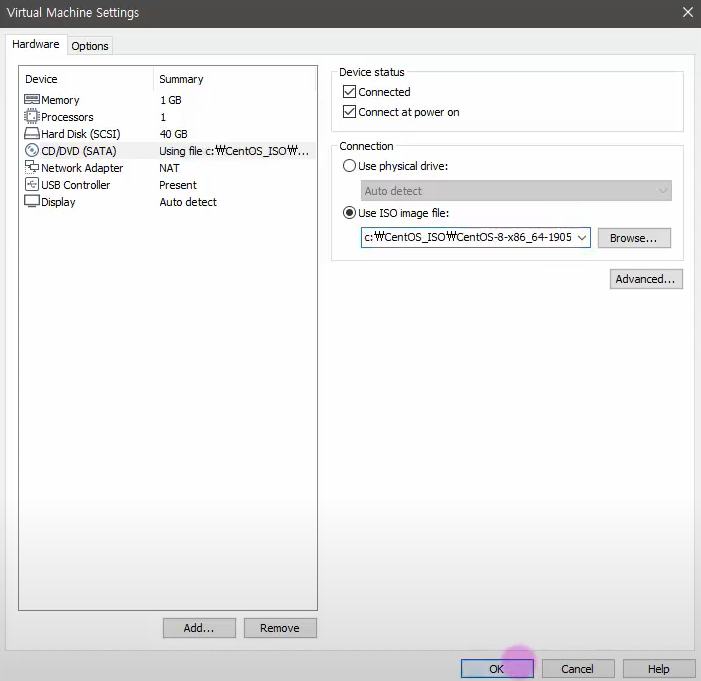 Virtual Machine Settings
Hardware
Options
Device Summary
Memory 1 GB
Processors 1
Hard Disk (SCSI) 40 GB
CD/DVD (SATA) Using file c:₩CentOS_ISO₩...
Network Adapter NAT
USB Controller Present
Display Auto detect
Add... Remove
Device status
Connected
Connect at power on
Connection
Use physical drive:
Auto detect
Use ISO image file:
c:₩CentOS_ISO₩CentOS-8-x86_64-1905 Browse...
Advanced...
OK Cancel Help